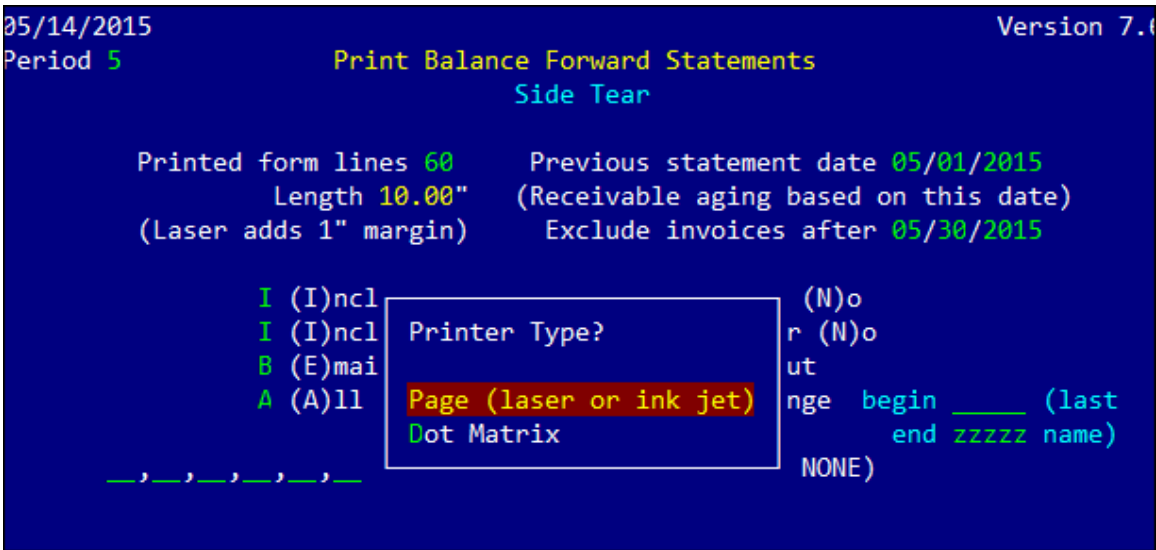 05/14/2015 Version 7.
Period 5 Print Balance Forward Statements
Side Tear
Printed form lines 60 Previous statement date 05/01/2015
Length 10.00" (Receivable aging based on this date)
(Laser adds 1" margin) Exclude invoices after 05/30/2015
I (I)ncl (N)o
I (I)ncl Printer Type? r (N)o
B (E)mai ut
A (A)ll Page (laser or ink jet) nge begin _____ (last
Dot Matrix end zzzzz name)
__,__,__,__,__,__ NONE)